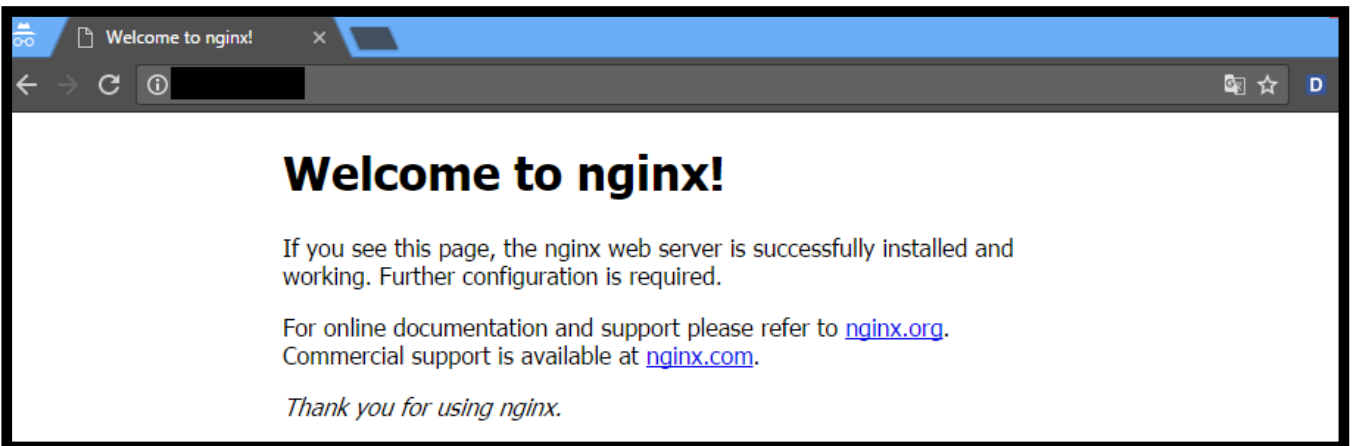 Welcome to nginx!
D
Welcome to nginx!
If you see this page, the nginx web server is successfully installed and
working. Further configuration is required.
For online documentation and support please refer to nginx.org.
Commercial support is available at nginx.com.
Thank you for using nginx.